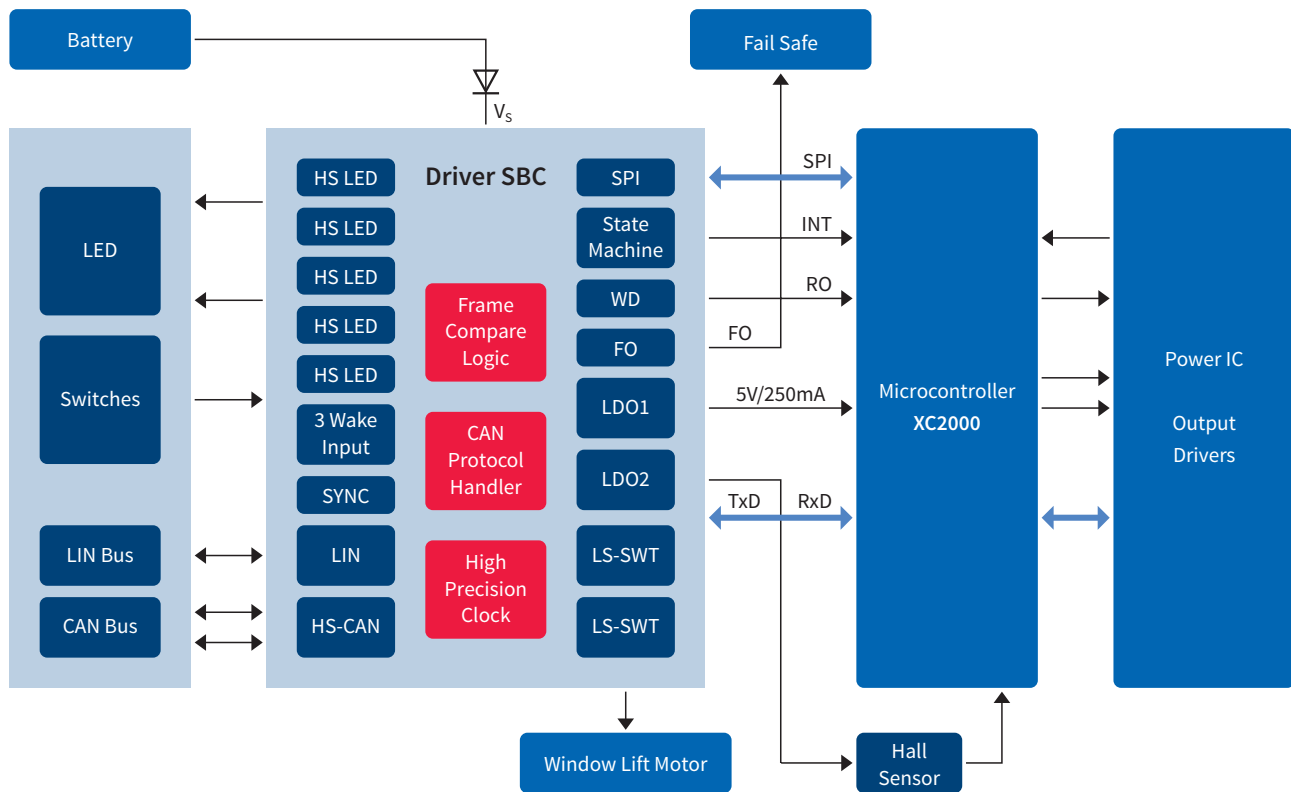 Battery
Fail Safe
Vs
LED
Switches
LIN Bus
CAN Bus
Driver SBC
HS LED
HS LED
HS LED
HS LED
HS LED
3 Wake
Input
SYNC
LIN
HS-CAN
Frame
Compare
Logic
CAN
Protocol
Handler
High
Precision
Clock
SPI
State
Machine
WD
FO
LDO1
LDO2
LS-SWT
LS-SWT
SPI
INT
RO
FO
5V/250mA
TxD
RxD
Microcontroller
XC2000
Power IC
Output
Drivers
Window Lift Motor
Hall
Sensor